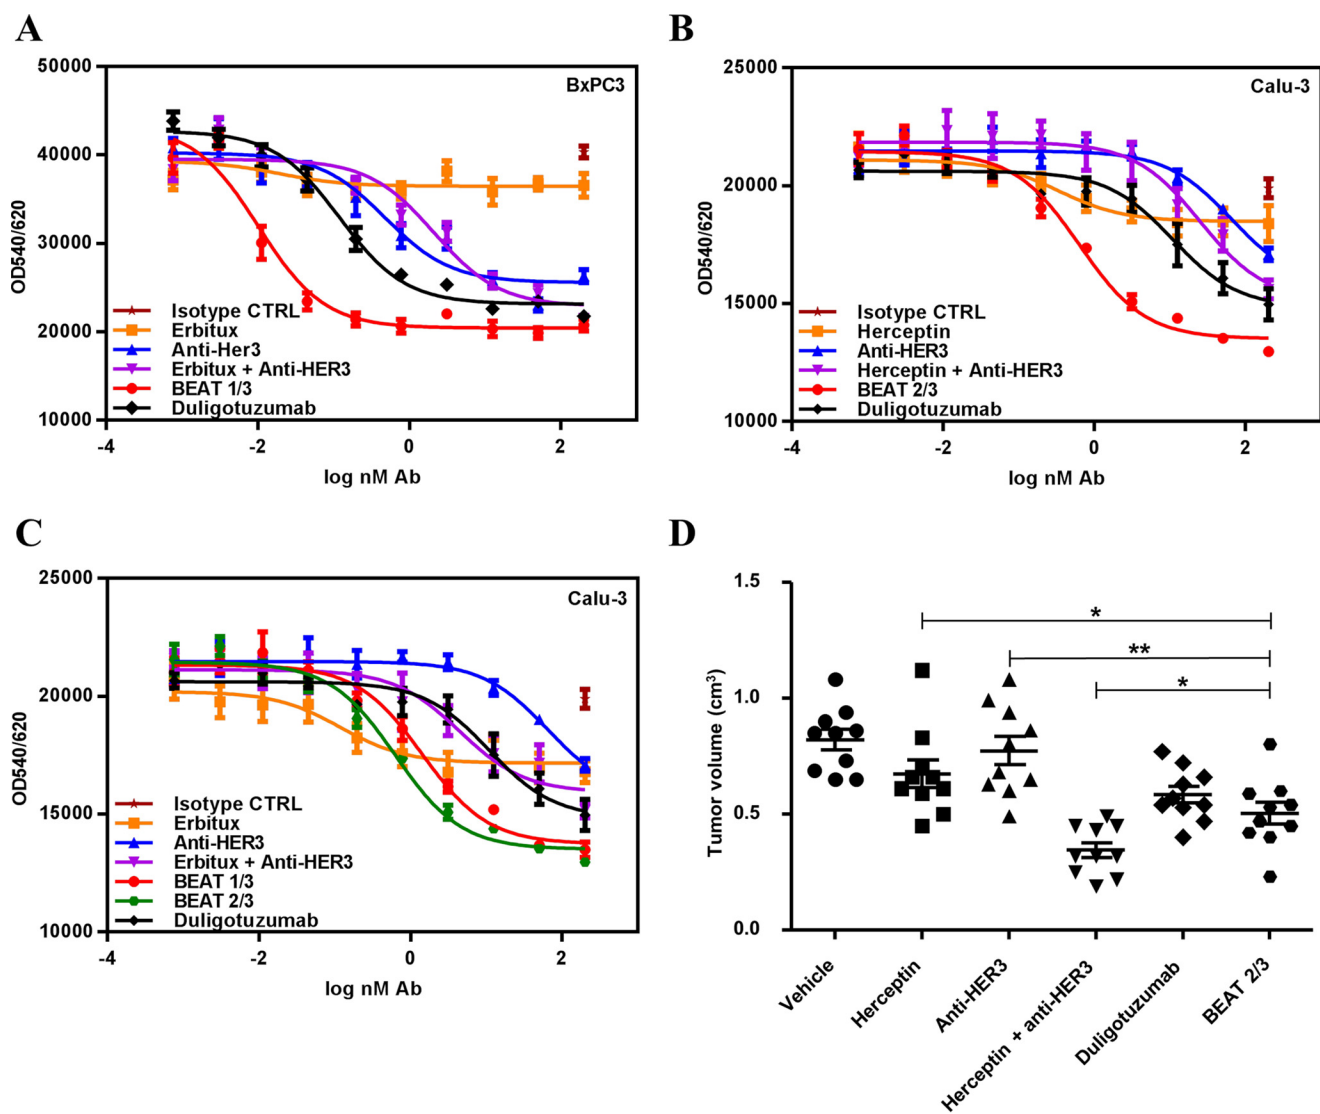 A
50000
40000
30000
20000
10000
OD540/620
BxPC3
Isotype CTRL
Erbitux
Anti-Her3
Erbitux + Anti-HER3
BEAT 1/3
Duligotuzumab
-4
-2
0
2
log nM Ab
B
25000
20000
15000
10000
OD540/620
Calu-3
Isotype CTRL
Herceptin
Anti-HER3
Herceptin + Anti-HER3
BEAT 2/3
Duligotuzumab
-4
-2
0
2
log nM Ab
C
25000
20000
15000
10000
OD540/620
Calu-3
Isotype CTRL
Erbitux
Anti-HER3
Erbitux + Anti-HER3
BEAT 1/3
BEAT 2/3
Duligotuzumab
-4
-2
0
2
log nM Ab
D
1.5
1.0
0.5
0.0
Tumor volume (cm³)
*
**
*
Vehicle
Herceptin
Anti-HER3
Herceptin + anti-HER3
Duligotuzumab
BEAT 2/3